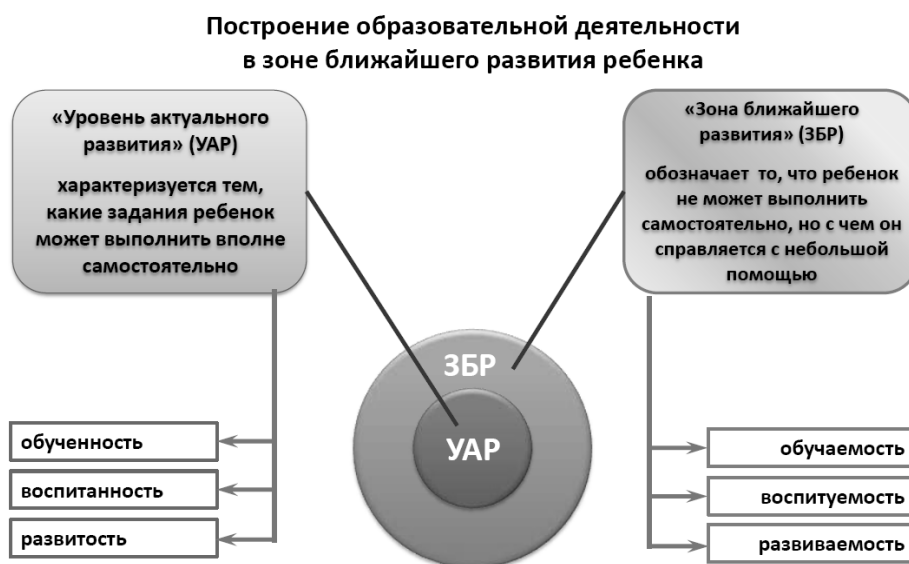 Построение образовательной деятельности
в зоне ближайшего развития ребенка
«Уровень актуального
развития» (УАР)
характеризуется тем,
какие задания ребенок
может выполнить вполне
самостоятельно
«Зона ближайшего
развития» (ЗБР)
обозначает то, что ребенок
не может выполнить
самостоятельно, но с чем он
справляется с небольшой
помощью
ЗБР
УАР
обученность
воспитанность
развитость
обучаемость
воспитуемость
развиваемость